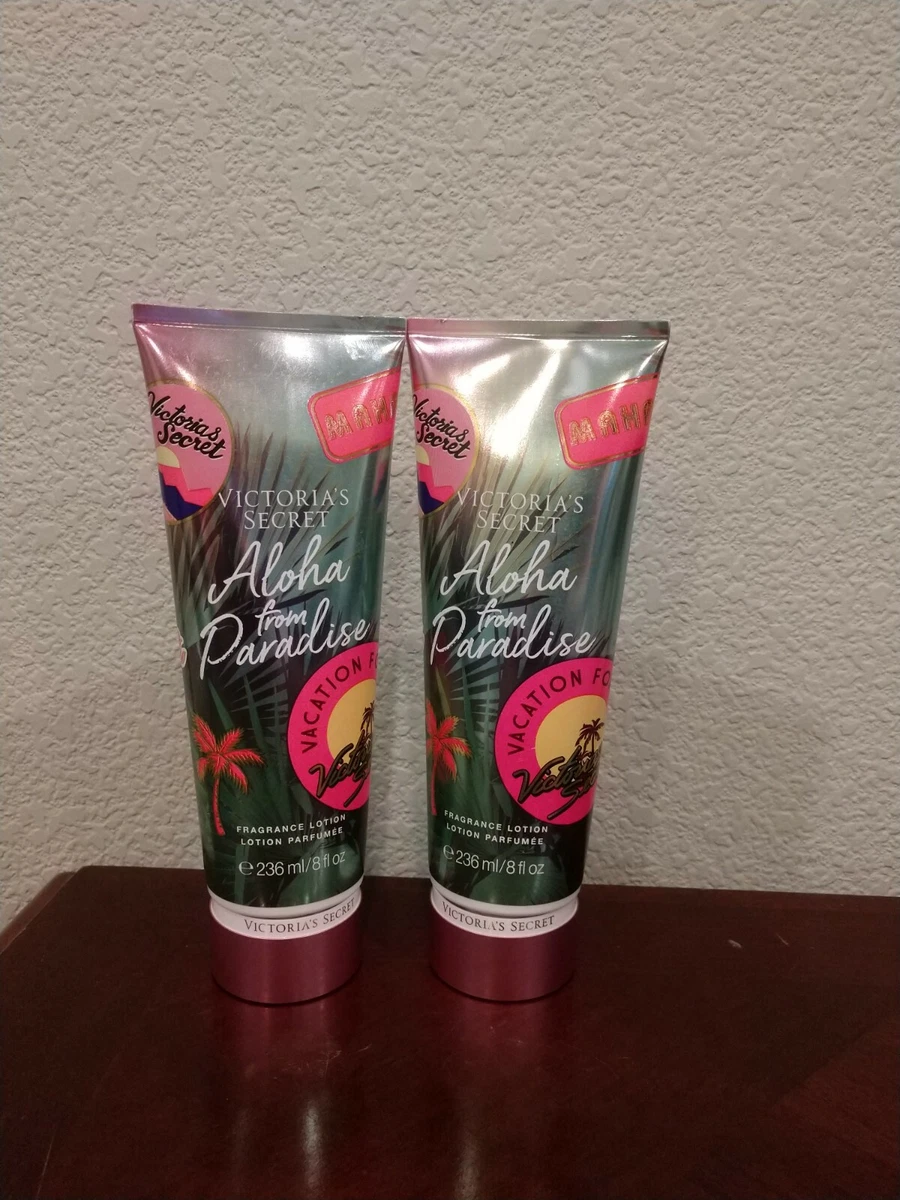 Victoria's
Secret
VICTORIA'S
SECRET
Aloha
from
Paradise
VACATION
FRAGRANCE LOTION
LOTION PARFUMÉE
℮ 236 ml/8 fl oz
VICTORIA'S SECRET
Victoria's
Secret
VICTORIA'S
SECRET
Aloha
from
Paradise
VACATION
FRAGRANCE LOTION
LOTION PARFUMÉE
℮ 236 ml/8 fl oz
VICTORIA'S SECRET